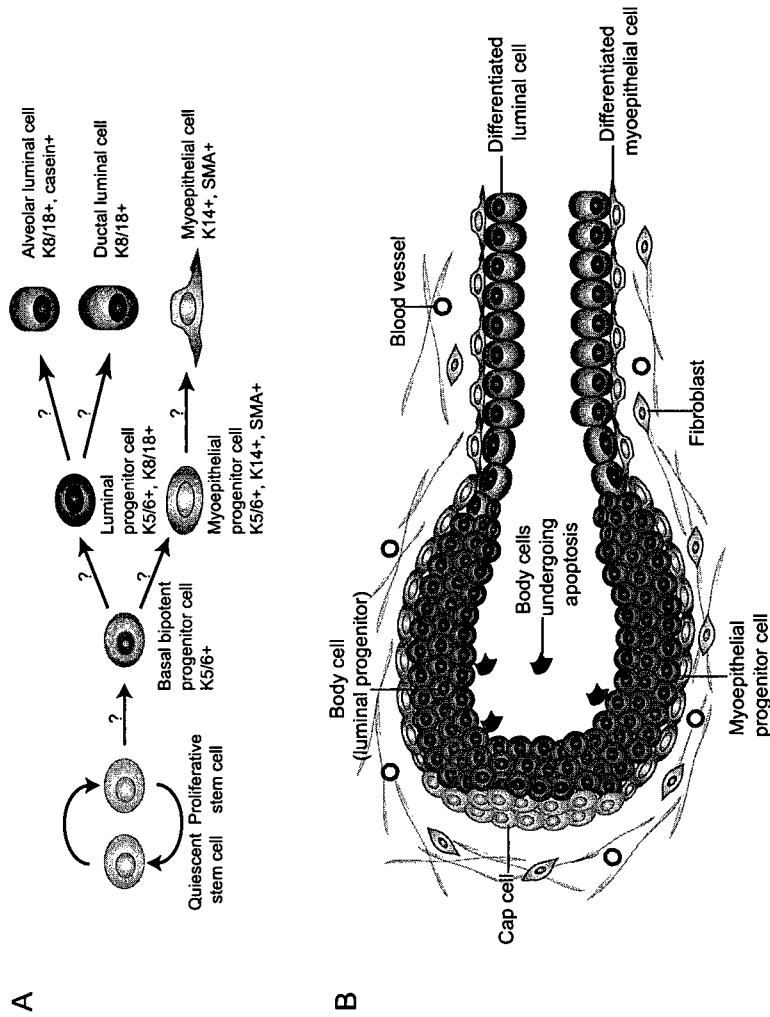 A
Quiescent
stem cell
Proliferative
stem cell
?
Basal bipotent
progenitor cell
K5/6+
?
?
Luminal
progenitor cell
K5/6+, K8/18+
Myoepithelial
progenitor cell
K5/6+, K14+, SMA+
?
?
?
Alveolar luminal cell
K8/18+, casein+
Ductal luminal cell
K8/18+
Myoepithelial cell
K14+, SMA+
B
Cap cell
Body cell
(luminal progenitor)
Body cells
undergoing
apoptosis
Myoepithelial
progenitor cell
Blood vessel
Fibroblast
Differentiated
luminal cell
Differentiated
myoepithelial cell